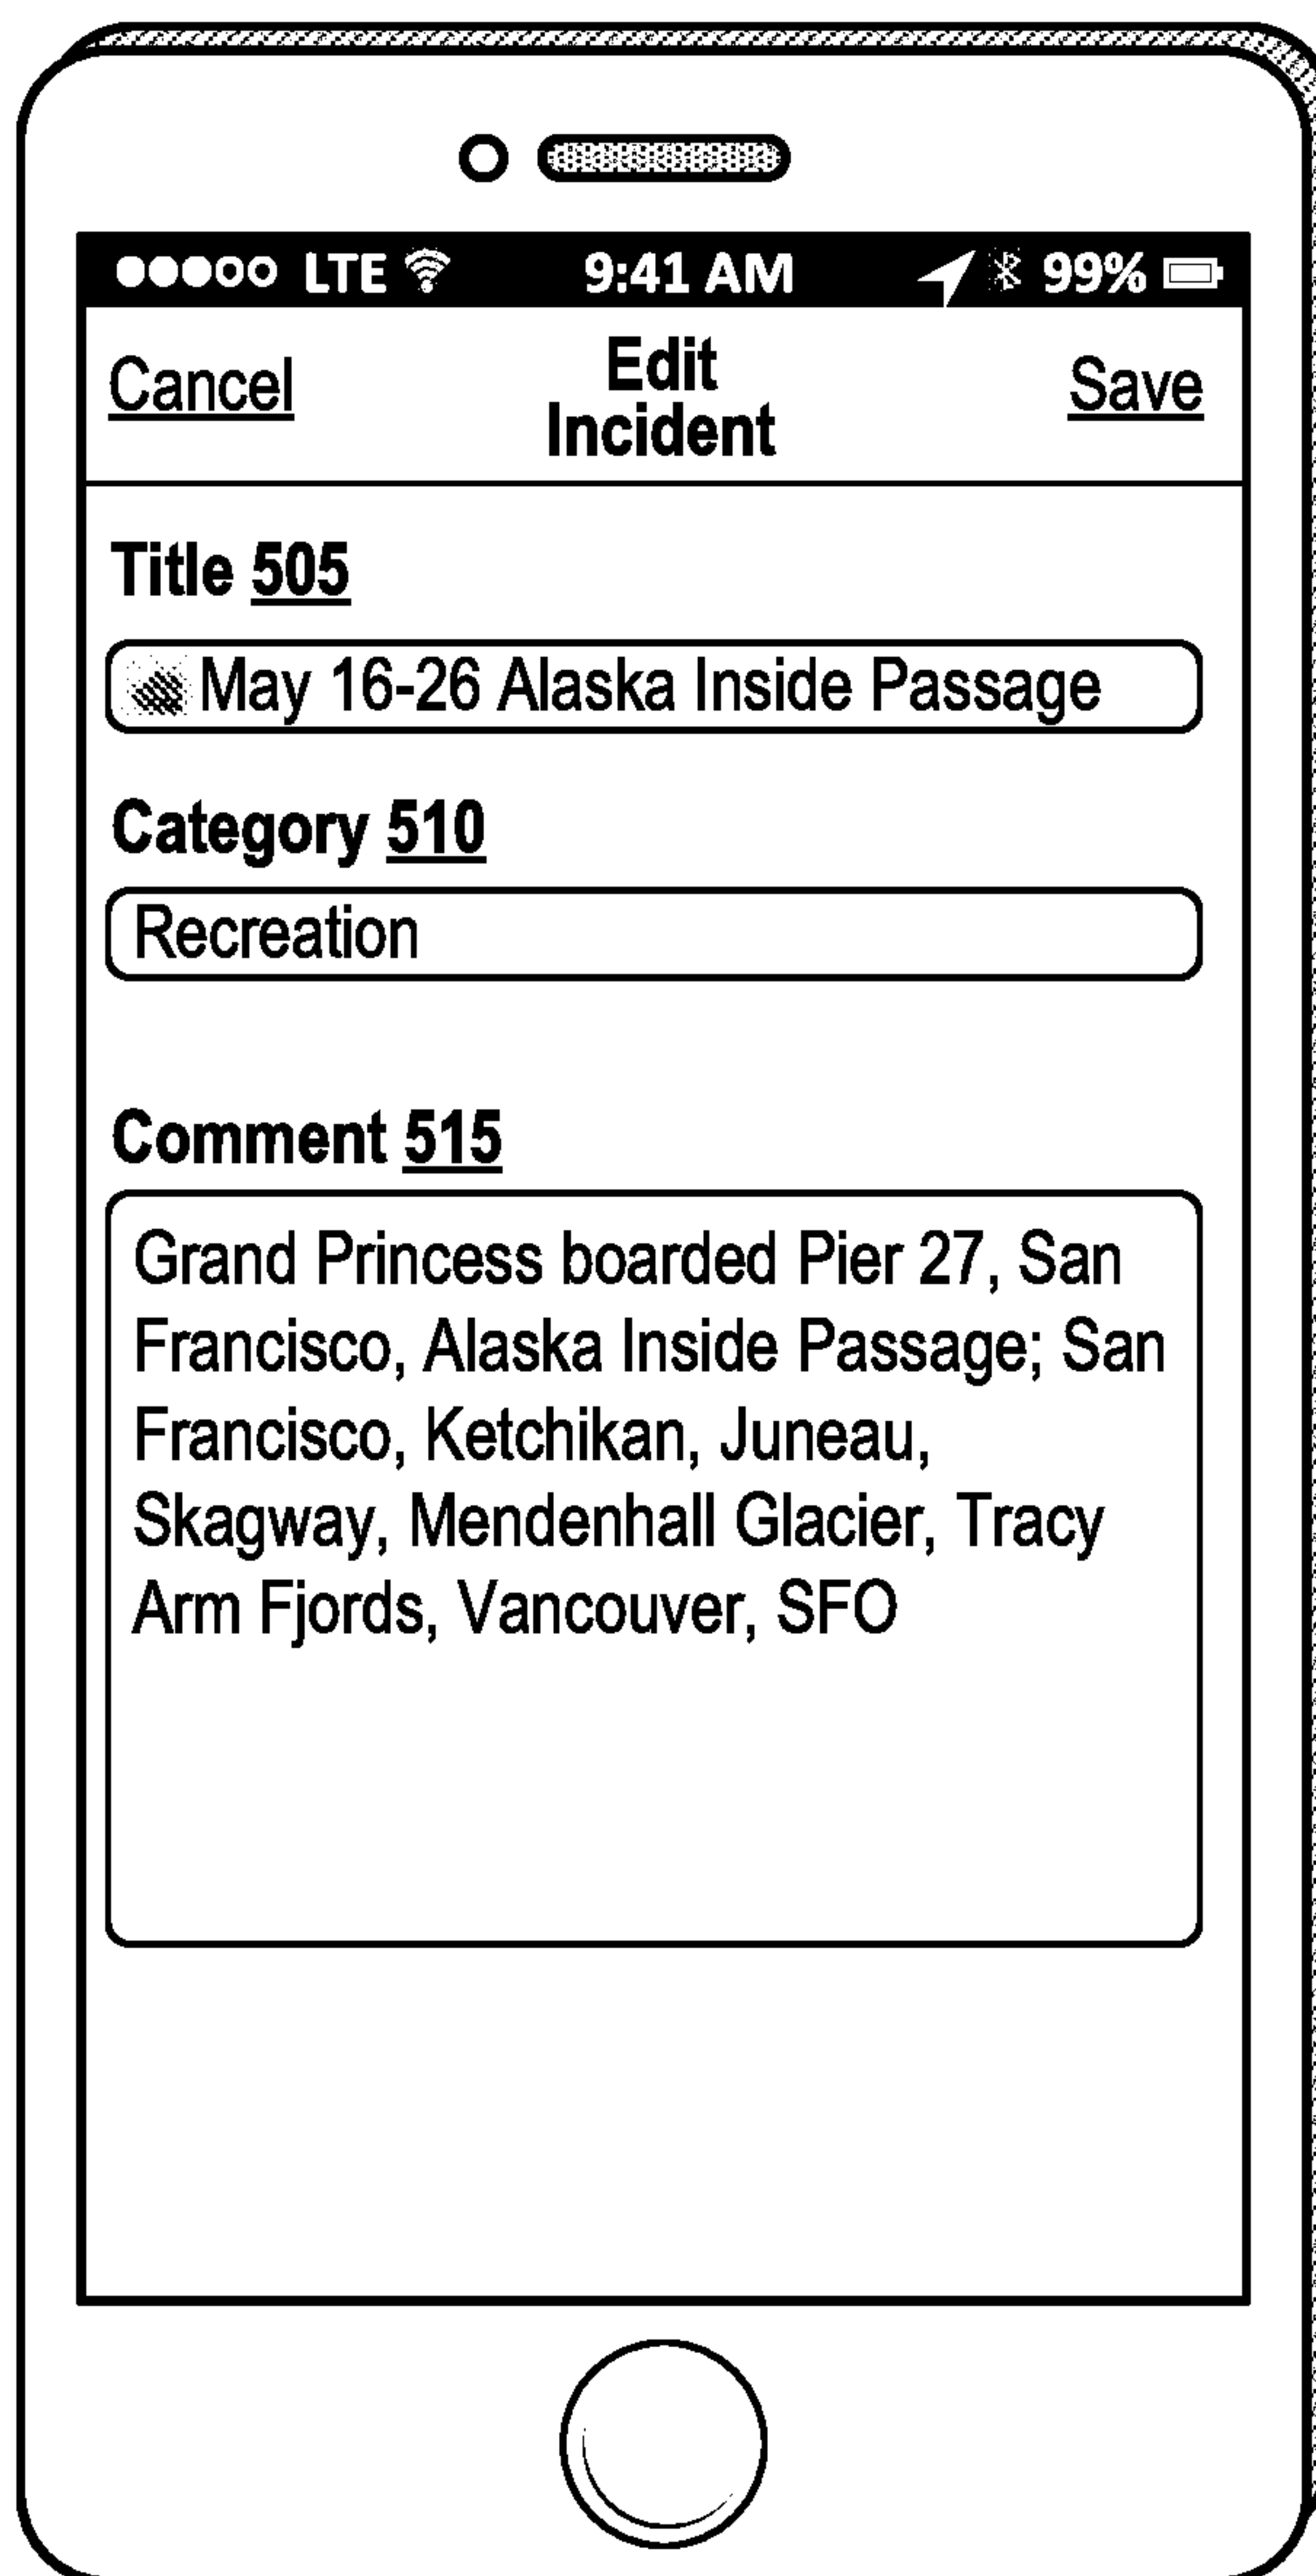 LTE 9:41 AM 99%
Cancel Edit Save
Incident
Title 505
May 16-26 Alaska Inside Passage
Category 510
Recreation
Comment 515
Grand Princess boarded Pier 27, San
Francisco, Alaska Inside Passage; San
Francisco, Ketchikan, Juneau,
Skagway, Mendenhall Glacier, Tracy
Arm Fjords, Vancouver, SFO